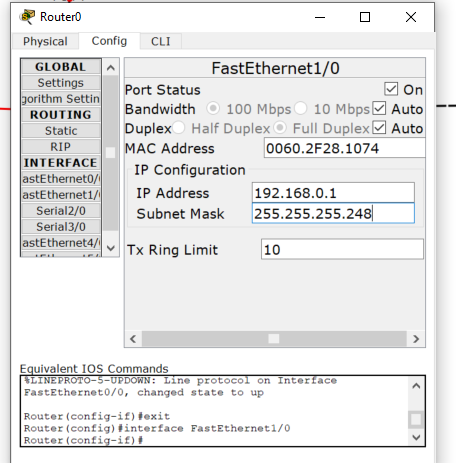 Router0
Physical Config CLI
GLOBAL
Settings
gorithm Settin
ROUTING
Static
RIP
INTERFACE
astEthernet0/
astEthernet1/
Serial2/0
Serial3/0
astEthernet4/
FastEthernet1/0
Port Status On
Bandwidth 100 Mbps 10 Mbps Auto
Duplex Half Duplex Full Duplex Auto
MAC Address 0060.2F28.1074
IP Configuration
IP Address 192.168.0.1
Subnet Mask 255.255.255.248
Tx Ring Limit 10
Equivalent IOS Commands
%LINEPROTO-5-UPDOWN: Line protocol on Interface
FastEthernet0/0, changed state to up
Router(config-if)#exit
Router(config)#interface FastEthernet1/0
Router(config-if)#